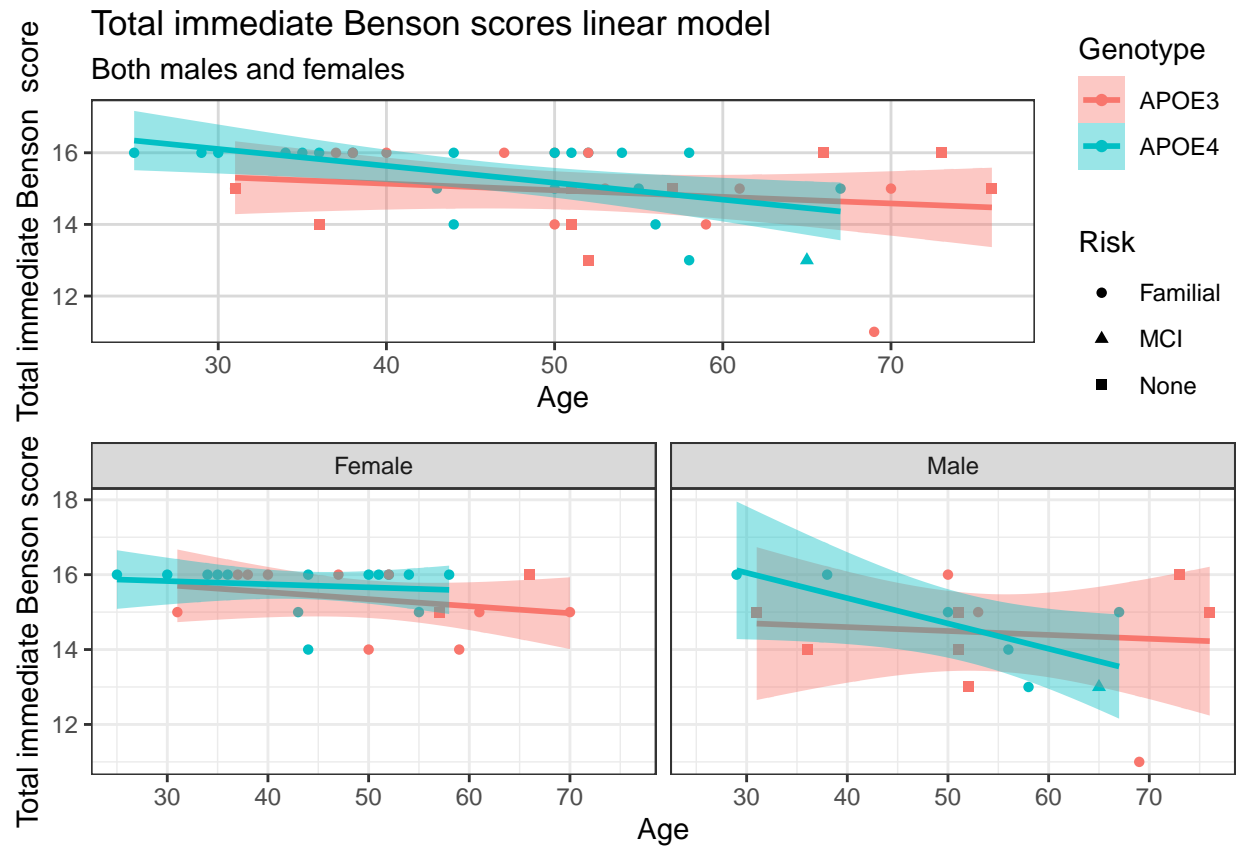 Total immediate Benson scores linear model
Both males and females
Total immediate Benson  score
16
14
12
30
40
50
60
70
Age
Genotype
APOE3
APOE4
Risk
Familial
MCI
None
Female
Male
Total immediate Benson score
18
16
14
12
30
40
50
60
70
30
40
50
60
70
Age